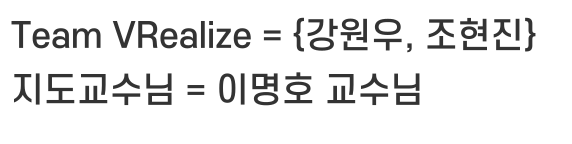 Team VRealize = {강원우, 조현진}
지도교수님 = 이명호 교수님